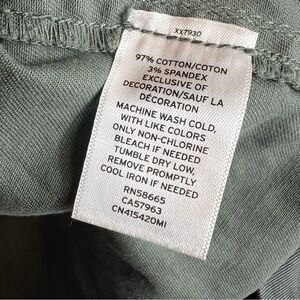 XX7930
97% COTTON/COTON
3% SPANDEX
EXCLUSIVE OF
DECORATION/SAUF LA
DÉCORATION
MACHINE WASH COLD,
WITH LIKE COLORS
ONLY NON-CHLORINE
BLEACH IF NEEDED
TUMBLE DRY LOW,
REMOVE PROMPTLY
COOL IRON IF NEEDED
RN58665
CA57963
CN415420MI